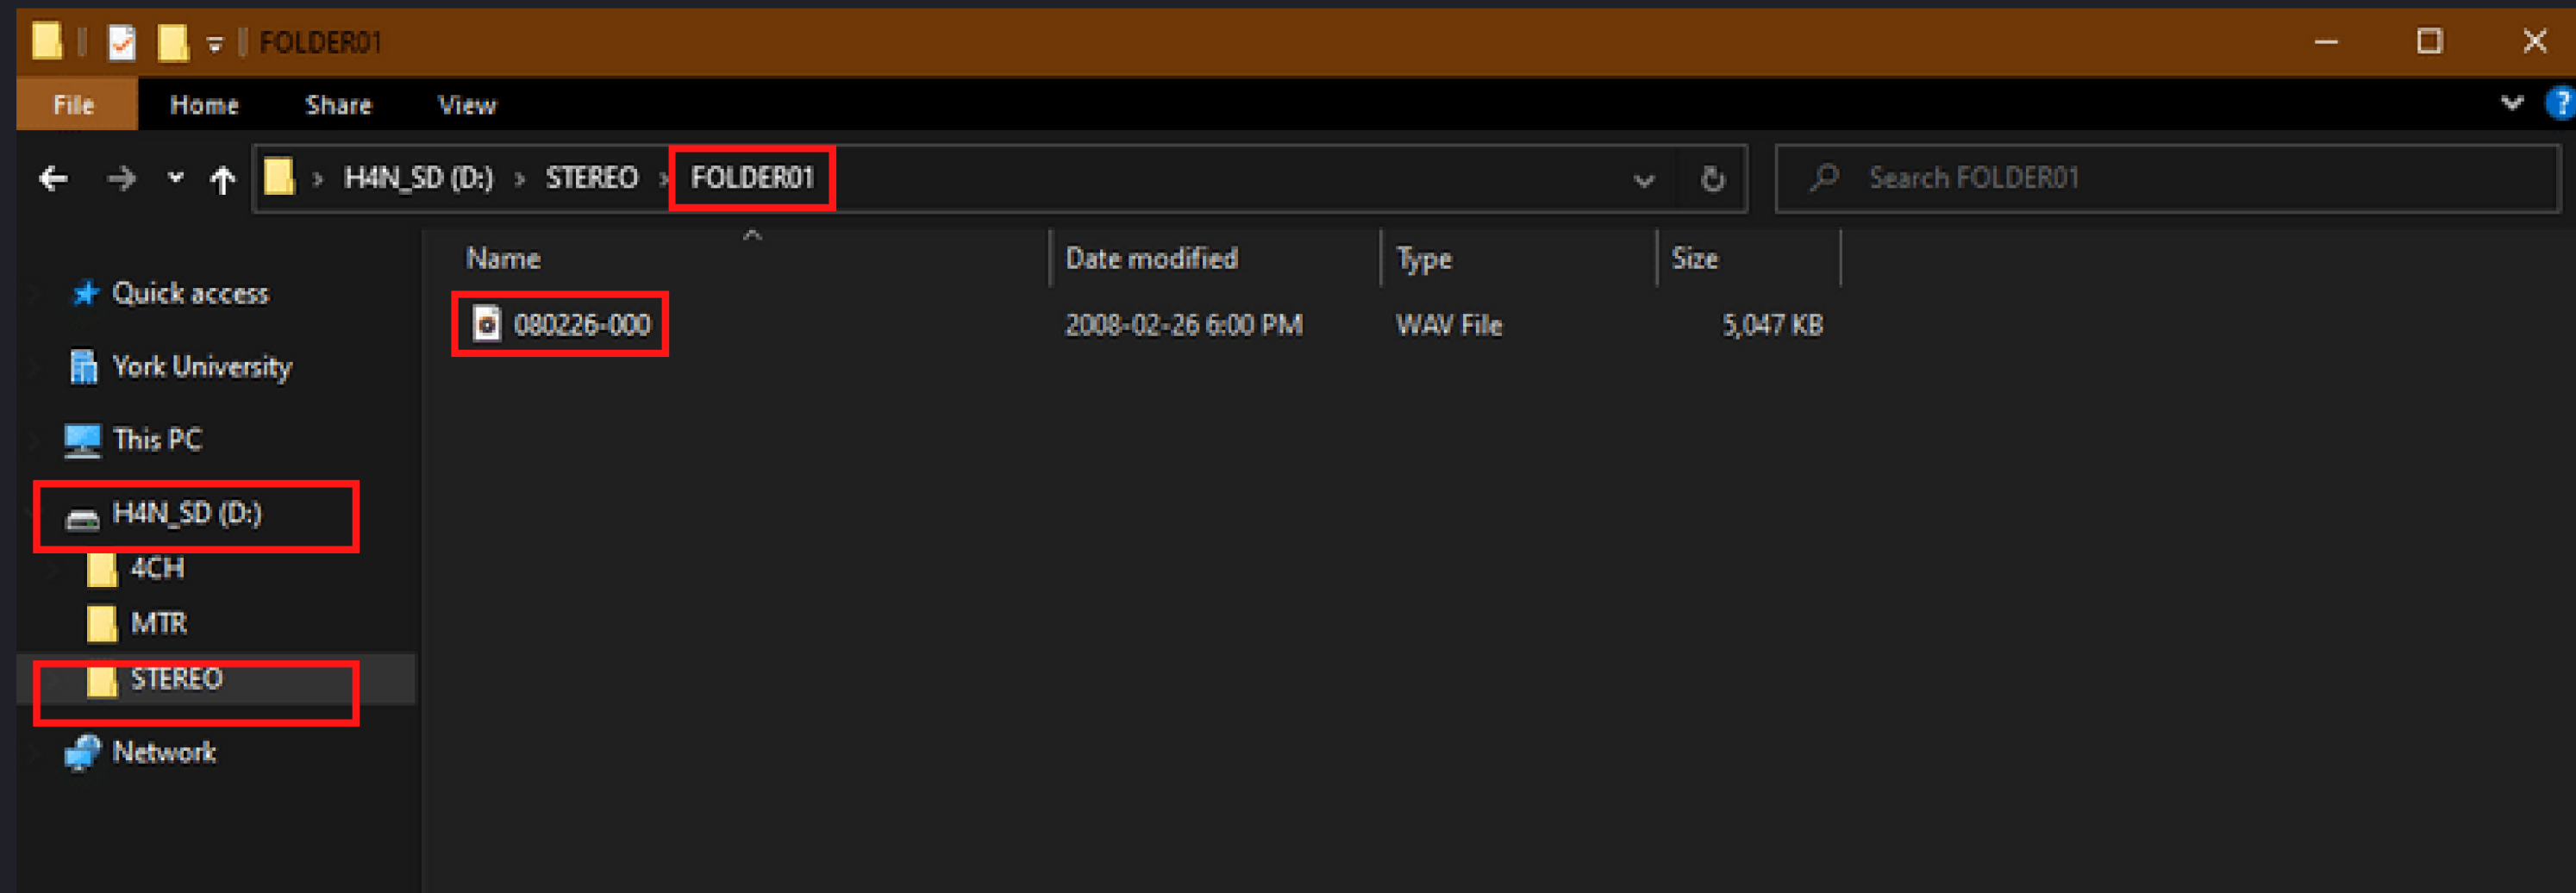 FOLDER01
File Home Share View ?
H4N_SD (D:) › STEREO › FOLDER01 Search FOLDER01
Name Date modified Type Size
080226-000 2008-02-26 6:00 PM WAV File 5,047 KB
Quick access
York University
This PC
H4N_SD (D:)
4CH
MTR
STEREO
Network